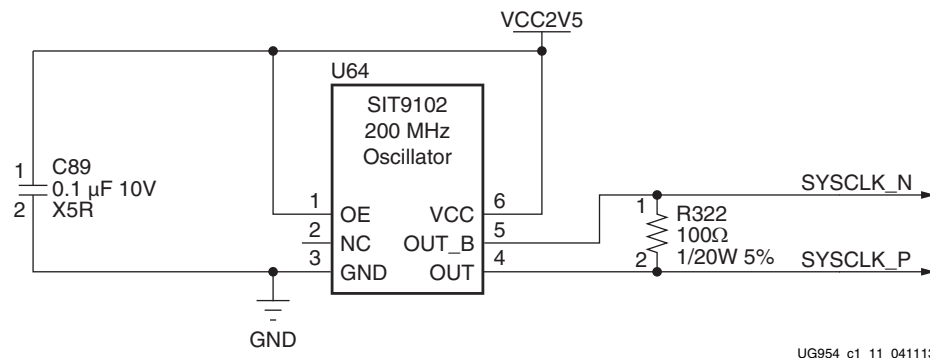 VCC2V5
U64
SIT9102
200 MHz
Oscillator
1
C89
0.1 µF 10V
X5R
2
1
OE
VCC
6
2
NC
OUT_B
5
3
GND
OUT
4
SYSCLK_N
1
R322
100Ω
1/20W 5%
2
SYSCLK_P
GND
UG954_c1_11_041113